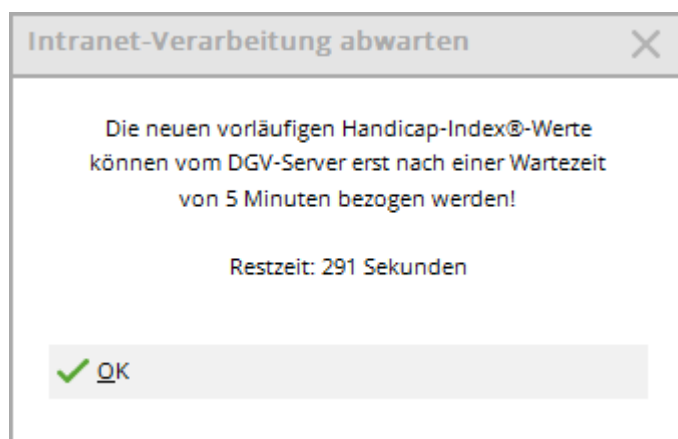 Intranet-Verarbeitung abwarten
Die neuen vorläufigen Handicap-Index®-Werte
können vom DGV-Server erst nach einer Wartezeit
von 5 Minuten bezogen werden!
Restzeit: 291 Sekunden
OK